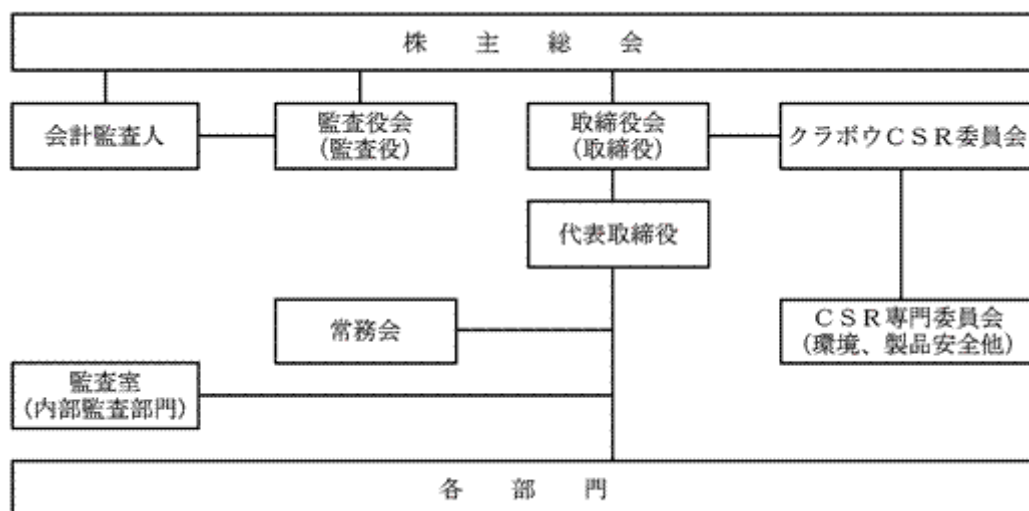 株主総会
会計監査人
監査役会
(監査役)
取締役会
(取締役)
クラボウCSR委員会
代表取締役
常務会
CSR専門委員会
(環境、製品安全他)
監査室
(内部監査部門)
各部門